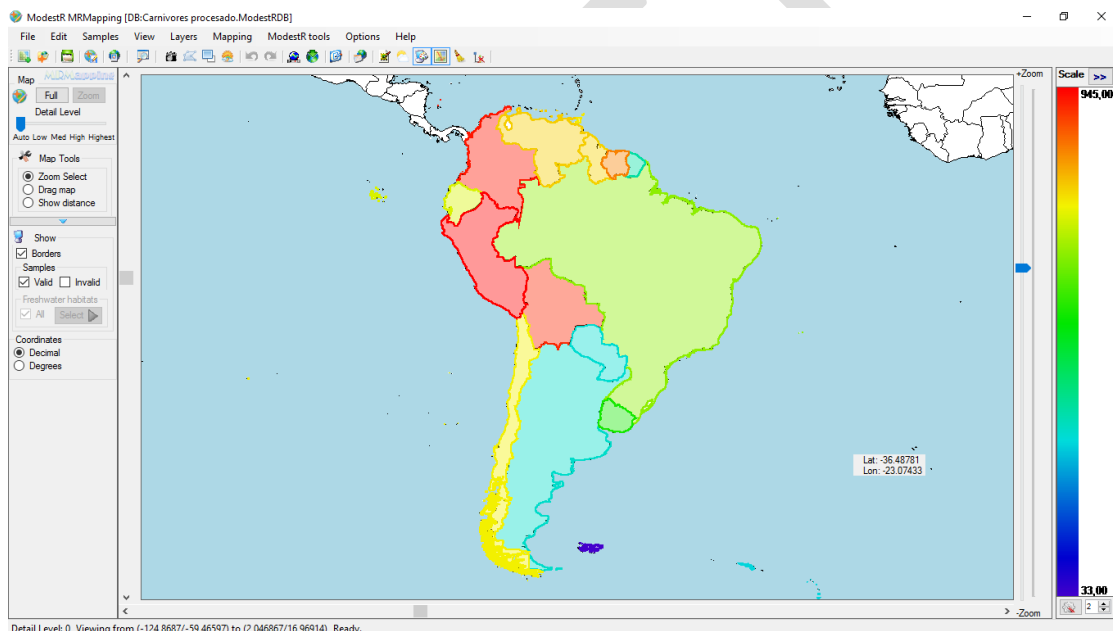 ModestR MRMapping [DB:Carnivores procesado.ModestRDB]
File Edit Samples View Layers Mapping ModestR tools Options Help
Map MRMapping
Full Zoom
Detail Level
Auto Low Med High Highest
Map Tools
Zoom Select
Drag map
Show distance
Show
Borders
Samples
Valid Invalid
Freshwater habitats
All Select
Coordinates
Decimal
Degrees
+Zoom
Lat: -36.48781
Lon: -23.07433
-Zoom
Scale >>
945,00
33,00
2
Detail Level: 0 Viewing from (-124.8687/-59.46597) to (2.046867/16.96914) Ready.